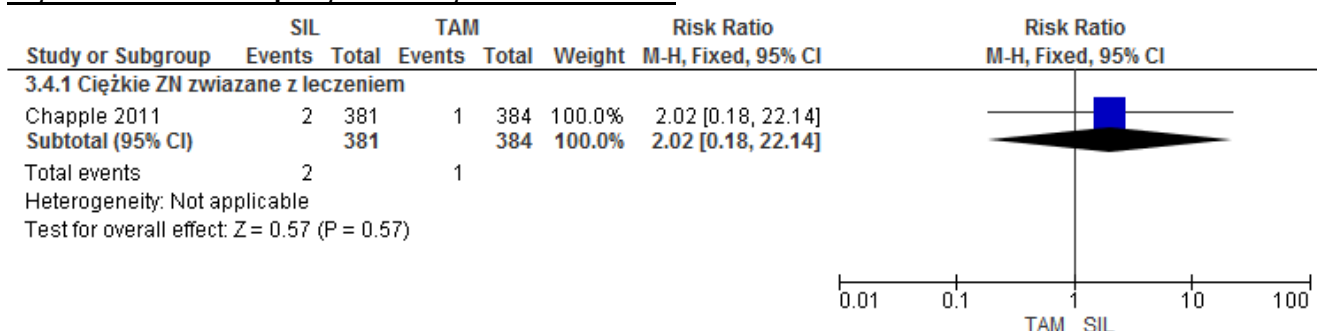 SIL TAM Risk Ratio Risk Ratio
Study or Subgroup Events Total Events Total Weight M-H, Fixed, 95% CI M-H, Fixed, 95% CI
3.4.1 Ciężkie ZN zwiazane z leczeniem
Chapple 2011 2 381 1 384 100.0% 2.02 [0.18, 22.14]
Subtotal (95% CI) 381 384 100.0% 2.02 [0.18, 22.14]
Total events 2 1
Heterogeneity: Not applicable
Test for overall effect: Z = 0.57 (P = 0.57)
0.01 0.1 1 10 100
TAM SIL